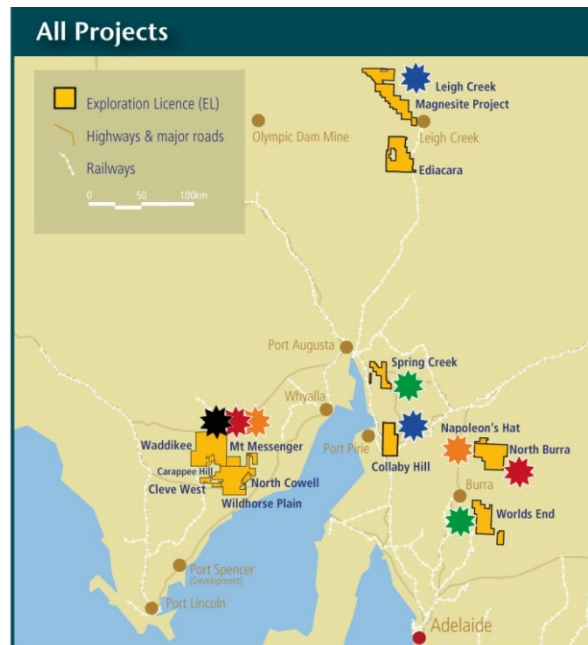 All Projects
Exploration Licence (EL)
Highways & major roads
Railways
0 50 100km
Olympic Dam Mine
Leigh Creek
Magnesite Project
Leigh Creek
Ediacara
Port Augusta
Spring Creek
Whyalla
Waddikee
Mt Messenger
Port Pirie
Napoleon's Hat
North Burra
Carappee Hill
Collaby Hill
Cleve West
North Cowell
Wildhorse Plain
Burra
Worlds End
Port Spencer
(Development)
Port Lincoln
Adelaide